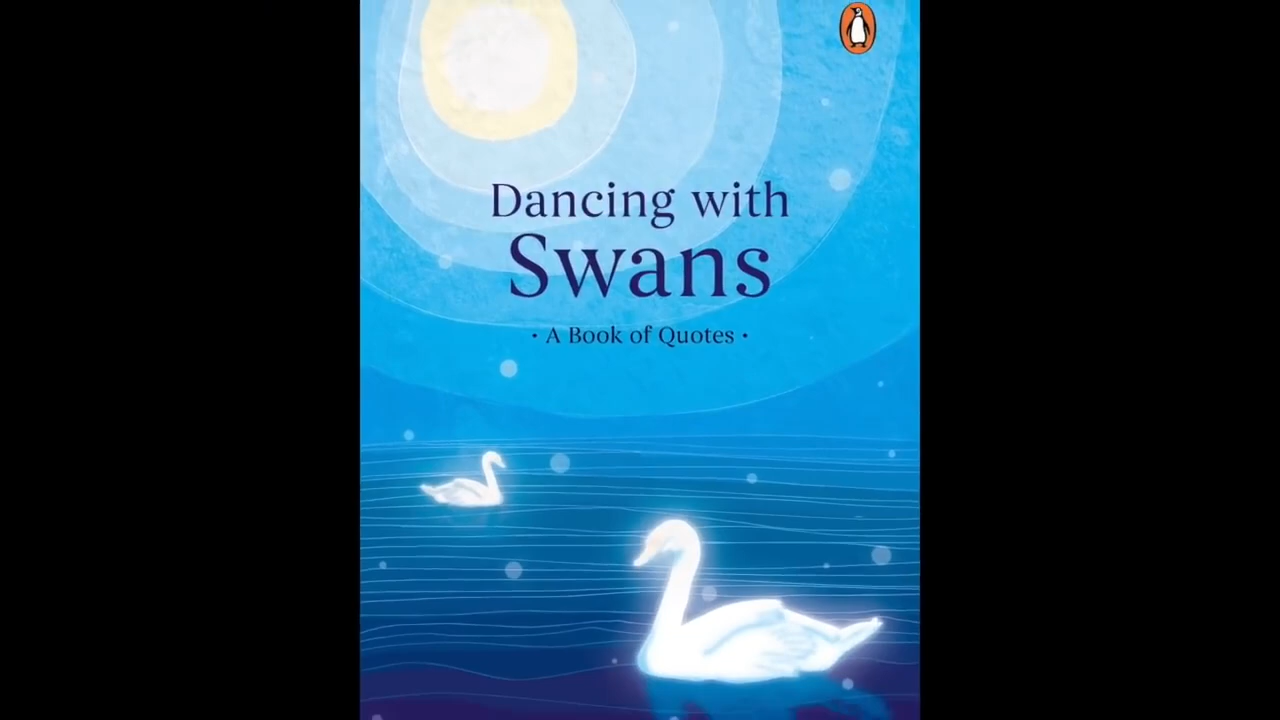 Dancing with
Swans
• A Book of Quotes •